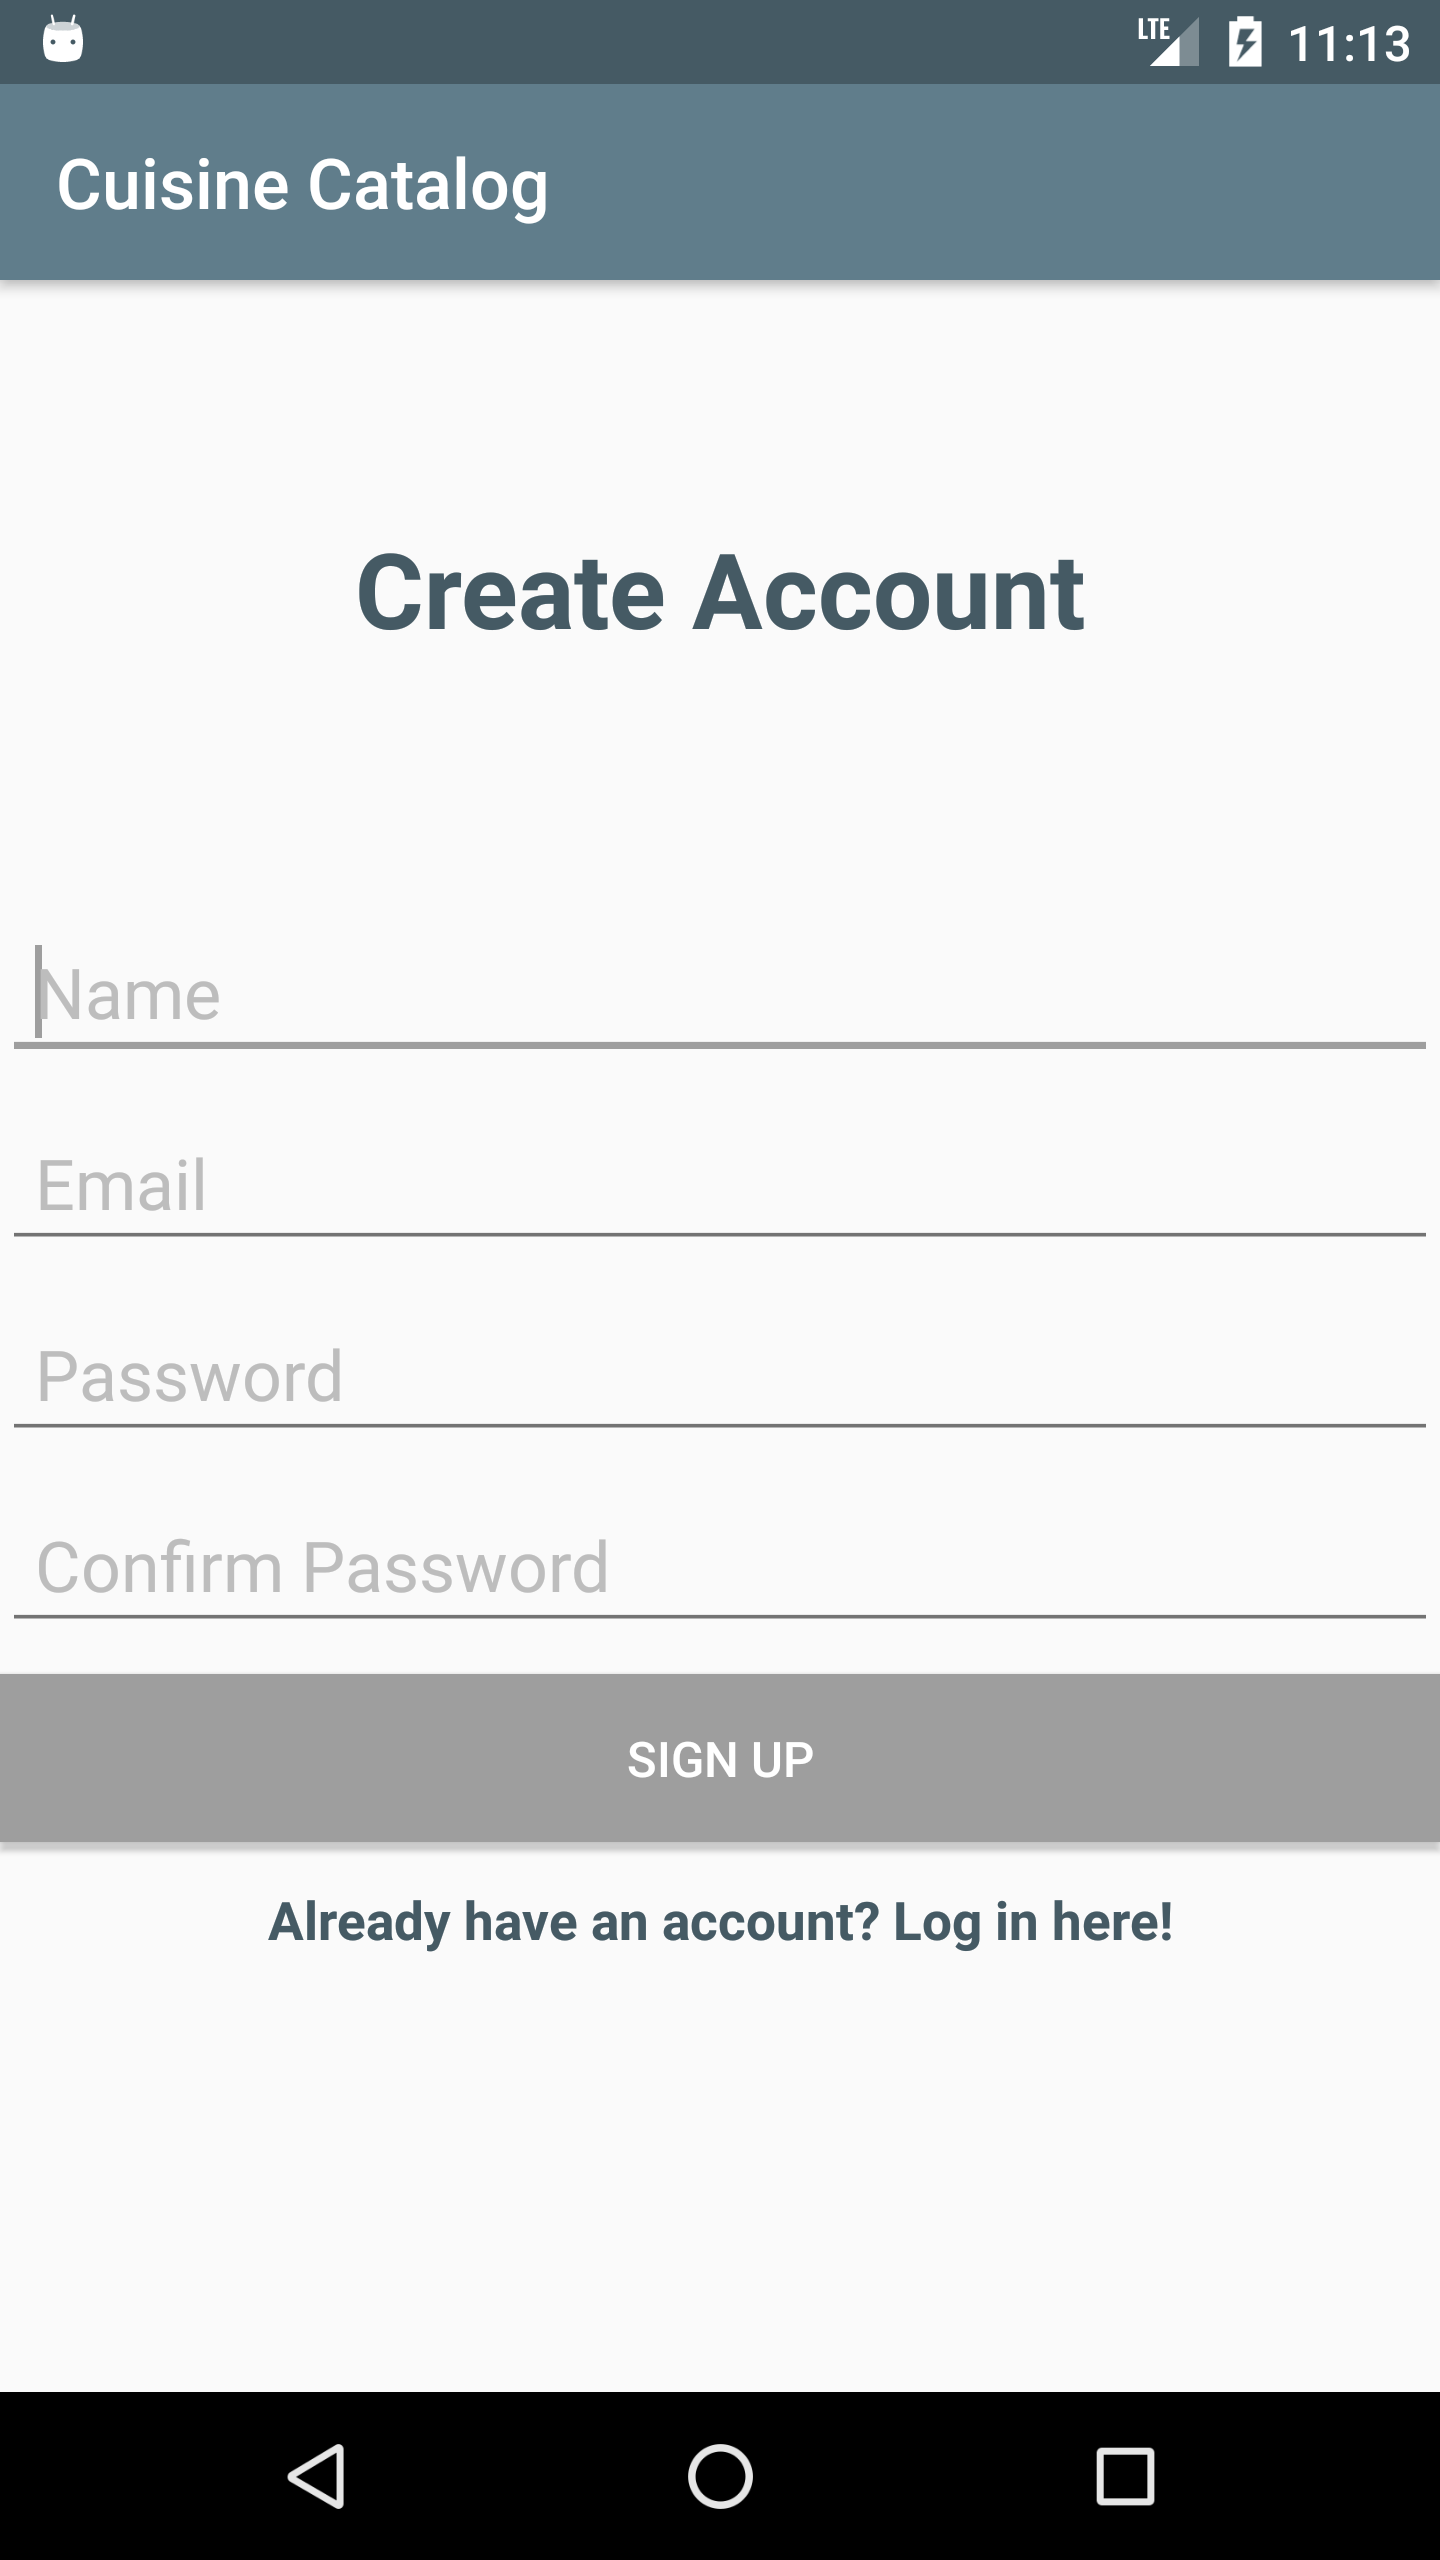 LTE 11:13
Cuisine Catalog
Create Account
Name
Email
Password
Confirm Password
SIGN UP
Already have an account? Log in here!